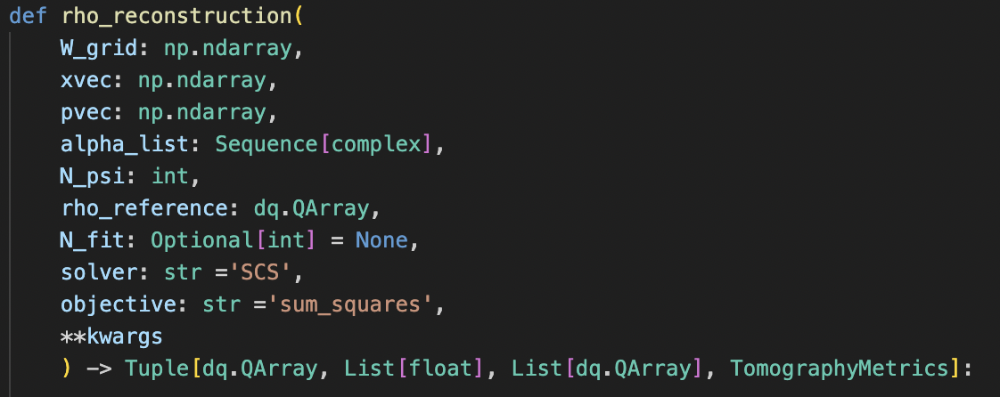 def rho_reconstruction(
    W_grid: np.ndarray,
    xvec: np.ndarray,
    pvec: np.ndarray,
    alpha_list: Sequence[complex],
    N_psi: int,
    rho_reference: dq.QArray,
    N_fit: Optional[int] = None,
    solver: str ='SCS',
    objective: str ='sum_squares',
    **kwargs
    ) -> Tuple[dq.QArray, List[float], List[dq.QArray], TomographyMetrics]: